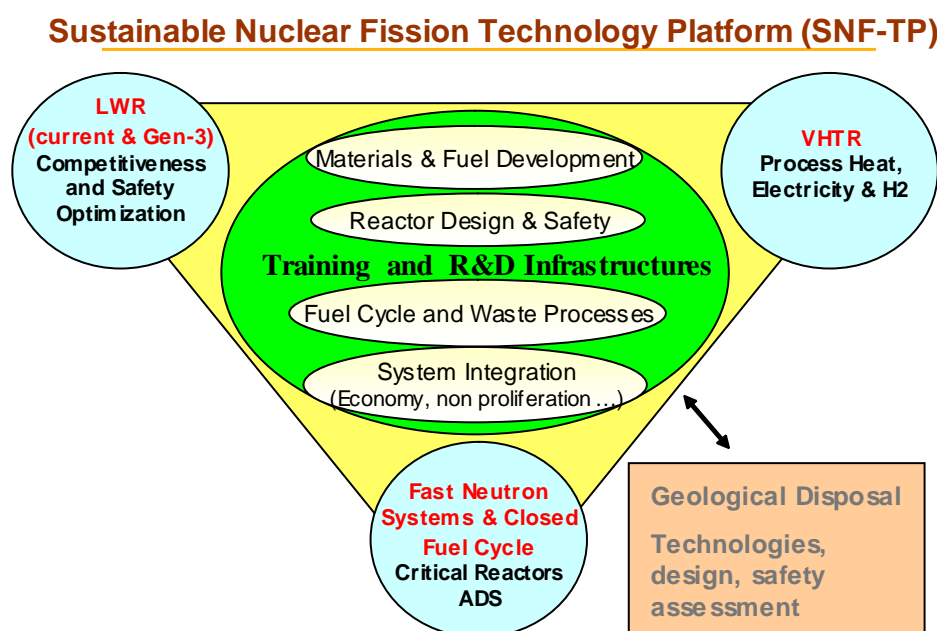 Sustainable Nuclear Fission Technology Platform (SNF-TP)
LWR
(current & Gen-3)
Competitiveness
and Safety
Optimization
VHTR
Process Heat,
Electricity & H2
Materials & Fuel Development
Reactor Design & Safety
Training and R&D Infrastructures
Fuel Cycle and Waste Processes
System Integration
(Economy, non proliferation ...)
Fast Neutron
Systems & Closed
Fuel Cycle
Critical Reactors
ADS
Geological Disposal
Technologies,
design, safety
assessment